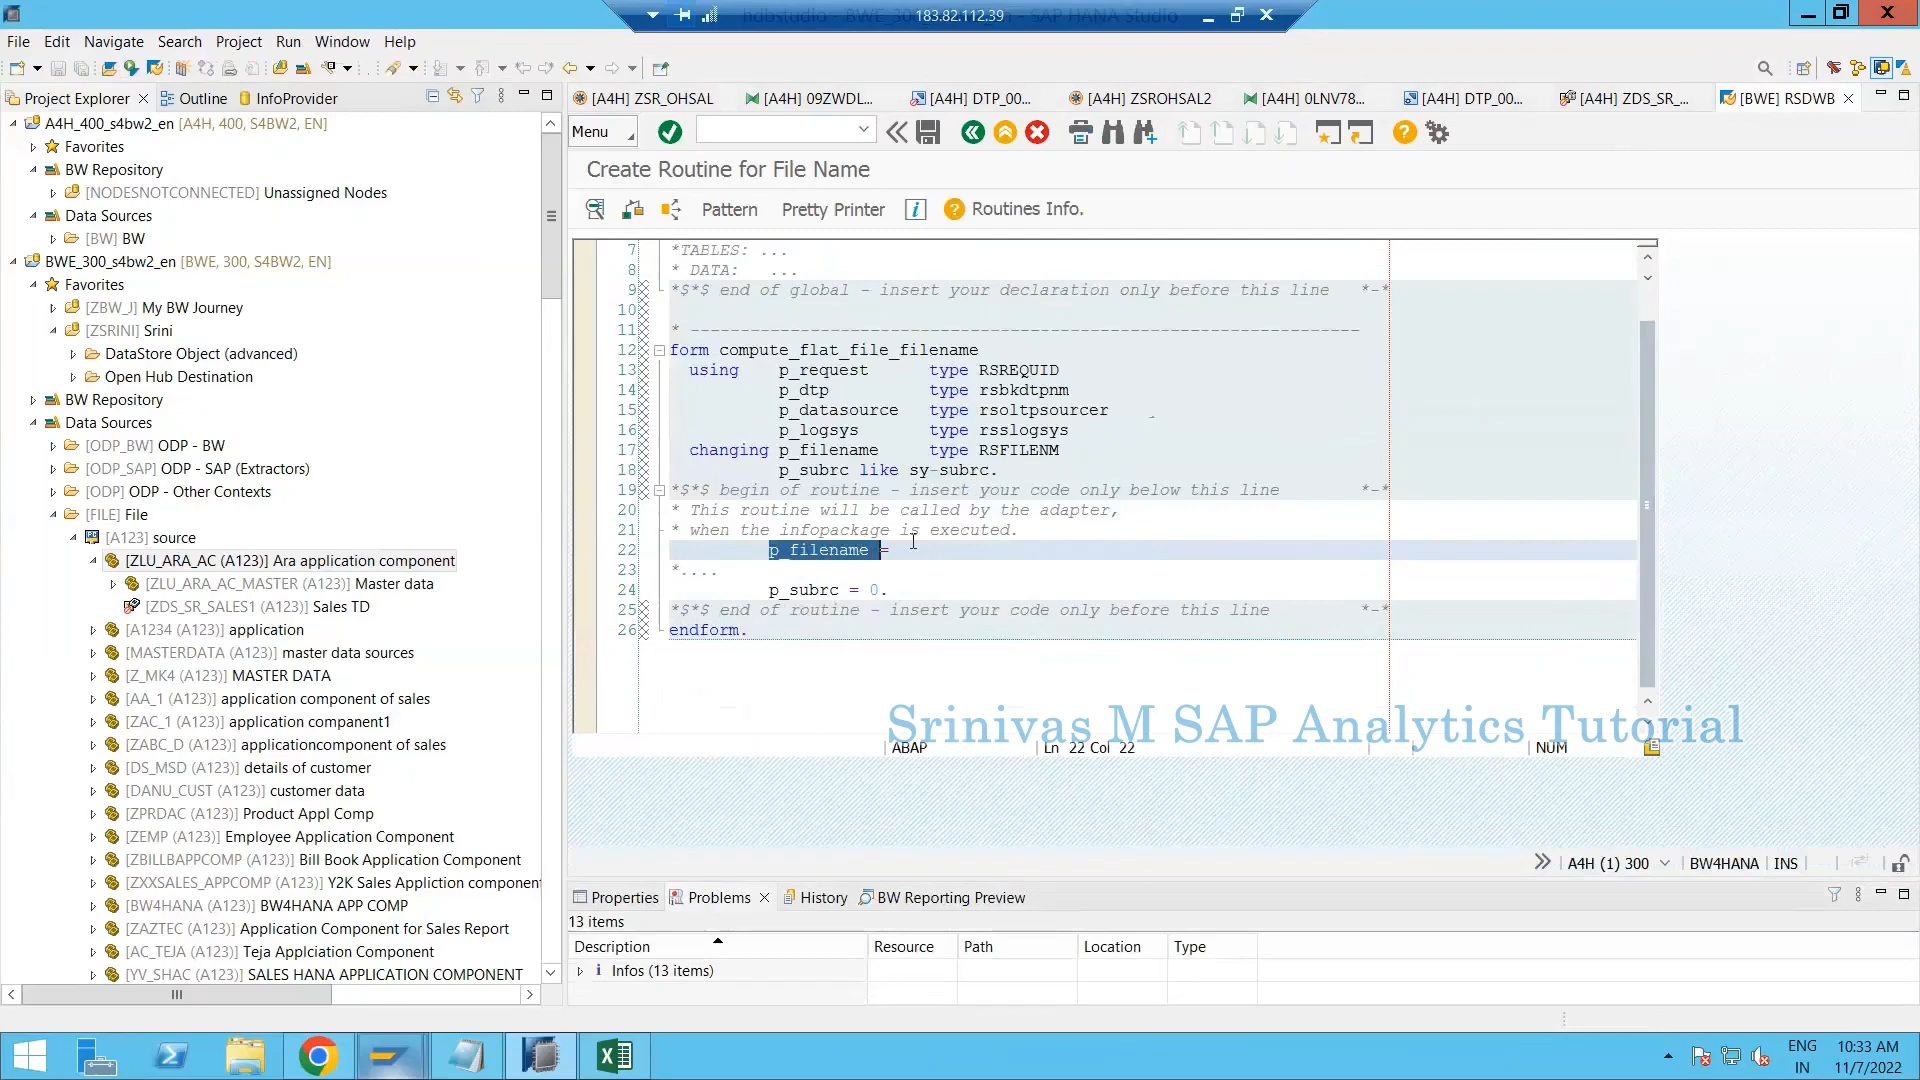 hdbstudio - BWE_300 183.82.112.39 - SAP HANA Studio
File Edit Navigate Search Project Run Window Help
Project Explorer Outline InfoProvider
A4H_400_s4bw2_en [A4H, 400, S4BW2, EN]
Favorites
BW Repository
[NODESNOTCONNECTED] Unassigned Nodes
Data Sources
[BW] BW
BWE_300_s4bw2_en [BWE, 300, S4BW2, EN]
Favorites
[ZBW_J] My BW Journey
[ZSRINI] Srini
DataStore Object (advanced)
Open Hub Destination
BW Repository
Data Sources
[ODP_BW] ODP - BW
[ODP_SAP] ODP - SAP (Extractors)
[ODP] ODP - Other Contexts
[FILE] File
[A123] source
[ZLU_ARA_AC (A123)] Ara application component
[ZLU_ARA_AC_MASTER (A123)] Master data
[ZDS_SR_SALES1 (A123)] Sales TD
[A1234 (A123)] application
[MASTERDATA (A123)] master data sources
[Z_MK4 (A123)] MASTER DATA
[AA_1 (A123)] application component of sales
[ZAC_1 (A123)] application companent1
[ZABC_D (A123)] applicationcomponent of sales
[DS_MSD (A123)] details of customer
[DANU_CUST (A123)] customer data
[ZPRDAC (A123)] Product Appl Comp
[ZEMP (A123)] Employee Application Component
[ZBILLBAPPCOMP (A123)] Bill Book Application Component
[ZXXSALES_APPCOMP (A123)] Y2K Sales Appliction component
[BW4HANA (A123)] BW4HANA APP COMP
[ZAZTEC (A123)] Application Component for Sales Report
[AC_TEJA (A123)] Teja Applciation Component
[YV_SHAC (A123)] SALES HANA APPLICATION COMPONENT
[A4H] ZSR_OHSAL [A4H] 09ZWDL... [A4H] DTP_00... [A4H] ZSROHSAL2 [A4H] 0LNV78... [A4H] DTP_00... [A4H] ZDS_SR_... [BWE] RSDWB
Menu
Create Routine for File Name
Pattern Pretty Printer Routines Info.
7 *TABLES: ...
8 * DATA: ...
9 *$*$ end of global - insert your declaration only before this line *-*
10
11 * -------------------------------------------------------------------
12 form compute_flat_file_filename
13 using p_request type RSREQUID
14 p_dtp type rsbkdtpnm
15 p_datasource type rsoltpsourcer
16 p_logsys type rsslogsys
17 changing p_filename type RSFILENM
18 p_subrc like sy-subrc.
19 *$*$ begin of routine - insert your code only below this line *-*
20 * This routine will be called by the adapter,
21 * when the infopackage is executed.
22 p_filename =
23 *....
24 p_subrc = 0.
25 *$*$ end of routine - insert your code only before this line *-*
26 endform.
Srinivas M SAP Analytics Tutorial
ABAP Ln 22 Col 22 NUM
A4H (1) 300 BW4HANA INS
Properties Problems History BW Reporting Preview
13 items
Description Resource Path Location Type
Infos (13 items)
ENG 10:33 AM
IN 11/7/2022